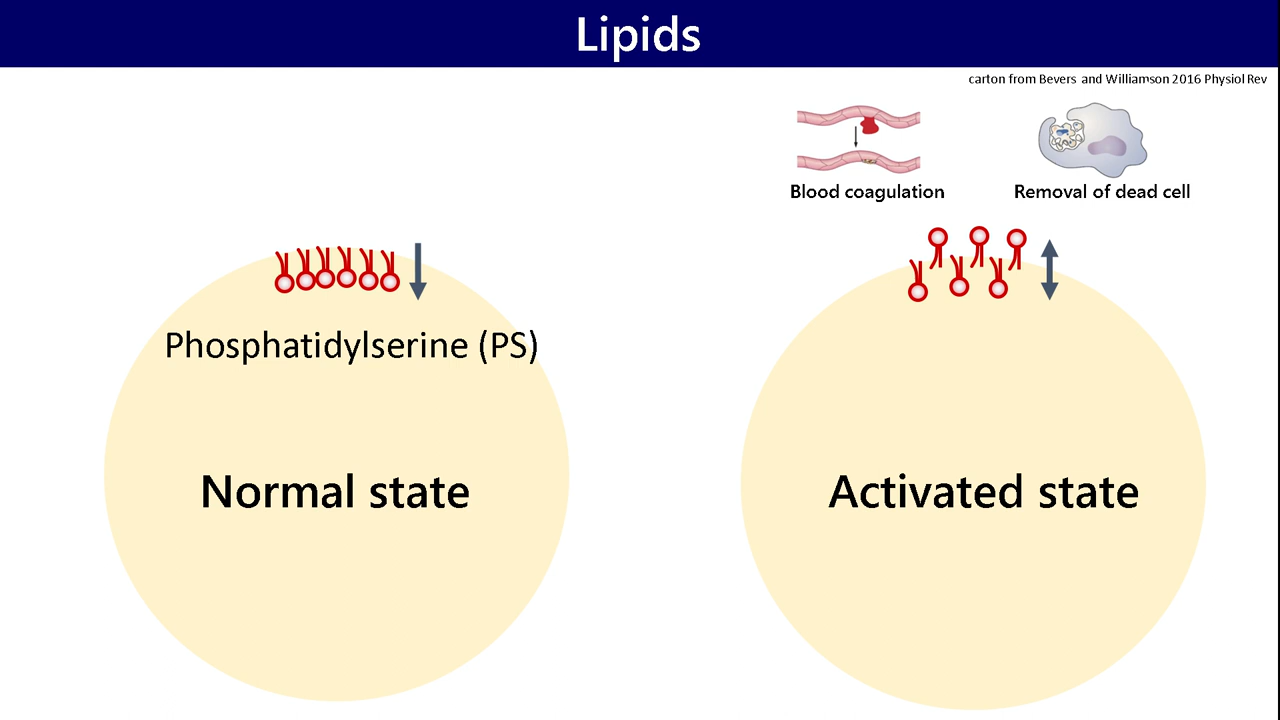 Lipids
carton from Bevers and Williamson 2016 Physiol Rev
Blood coagulation
Removal of dead cell
Phosphatidylserine (PS)
Normal state
Activated state